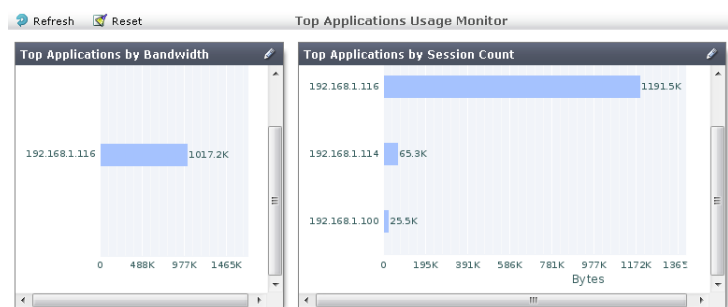 Refresh Reset Top Applications Usage Monitor
Top Applications by Bandwidth
192.168.1.116 1017.2K
0 488K 977K 1465K
Top Applications by Session Count
192.168.1.116 1191.5K
192.168.1.114 65.3K
192.168.1.100 25.5K
0 195K 391K 586K 781K 977K 1172K
Bytes